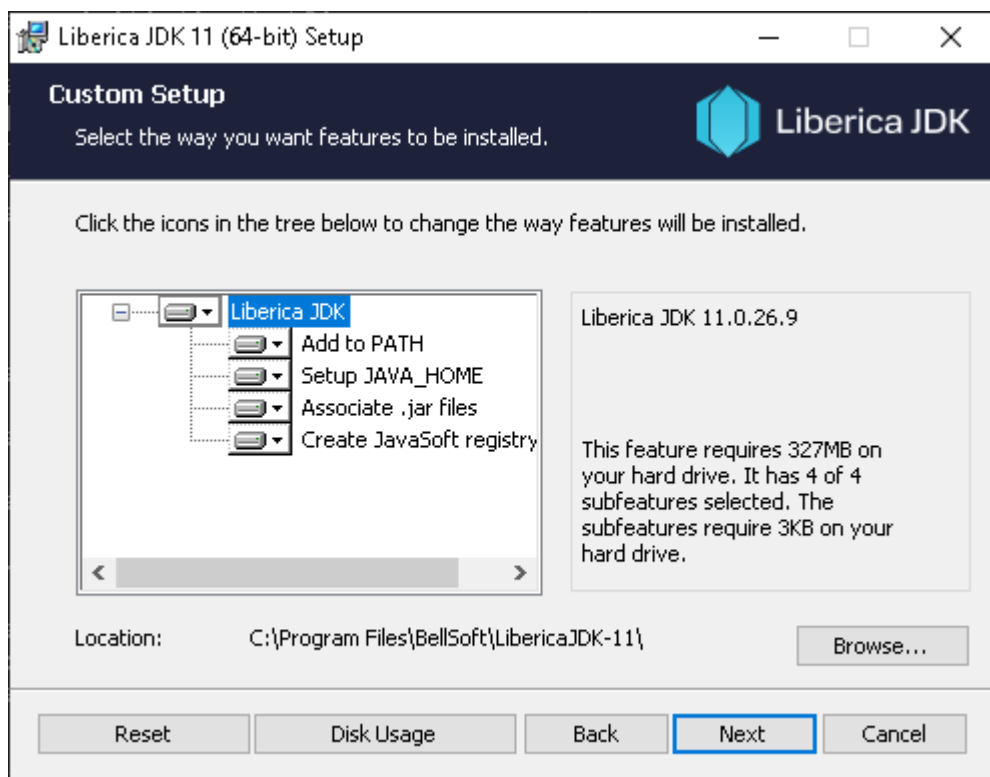 Liberica JDK 11 (64-bit) Setup
Custom Setup
Select the way you want features to be installed.
Liberica JDK
Click the icons in the tree below to change the way features will be installed.
Liberica JDK
Add to PATH
Setup JAVA_HOME
Associate .jar files
Create JavaSoft registry
Liberica JDK 11.0.26.9
This feature requires 327MB on
your hard drive. It has 4 of 4
subfeatures selected. The
subfeatures require 3KB on your
hard drive.
Location: C:\Program Files\BellSoft\LibericaJDK-11\
Browse...
Reset Disk Usage Back Next Cancel